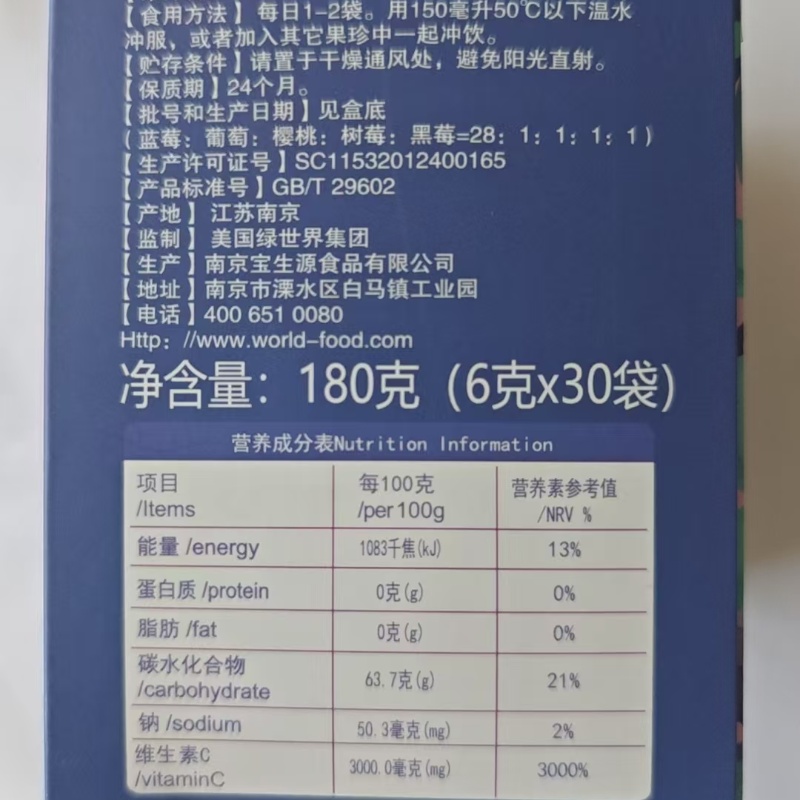 【食用方法】每日1-2袋。用150毫升50℃以下温水
冲服，或者加入其它果珍中一起冲饮。
【贮存条件】请置于干燥通风处，避免阳光直射。
【保质期】24个月。
【批号和生产日期】见盒底
（蓝莓：葡萄：樱桃：树莓：黑莓=28：1：1：1：1）
【生产许可证号】SC11532012400165
【产品标准号】GB/T 29602
【产地】江苏南京
【监制】美国绿世界集团
【生产】南京宝生源食品有限公司
【地址】南京市溧水区白马镇工业园
【电话】400 651 0080
Http：//www.world-food.com
净含量：180克（6克x30袋）
营养成分表Nutrition Information
项目 每100克 营养素参考值
/Items /per100g /NRV %
能量/energy 1083千焦(kJ) 13%
蛋白质/protein 0克(g) 0%
脂肪/fat 0克(g) 0%
碳水化合物
/carbohydrate 63.7克(g) 21%
钠/sodium 50.3毫克(mg) 2%
维生素C
/vitaminC 3000.0毫克(mg) 3000%